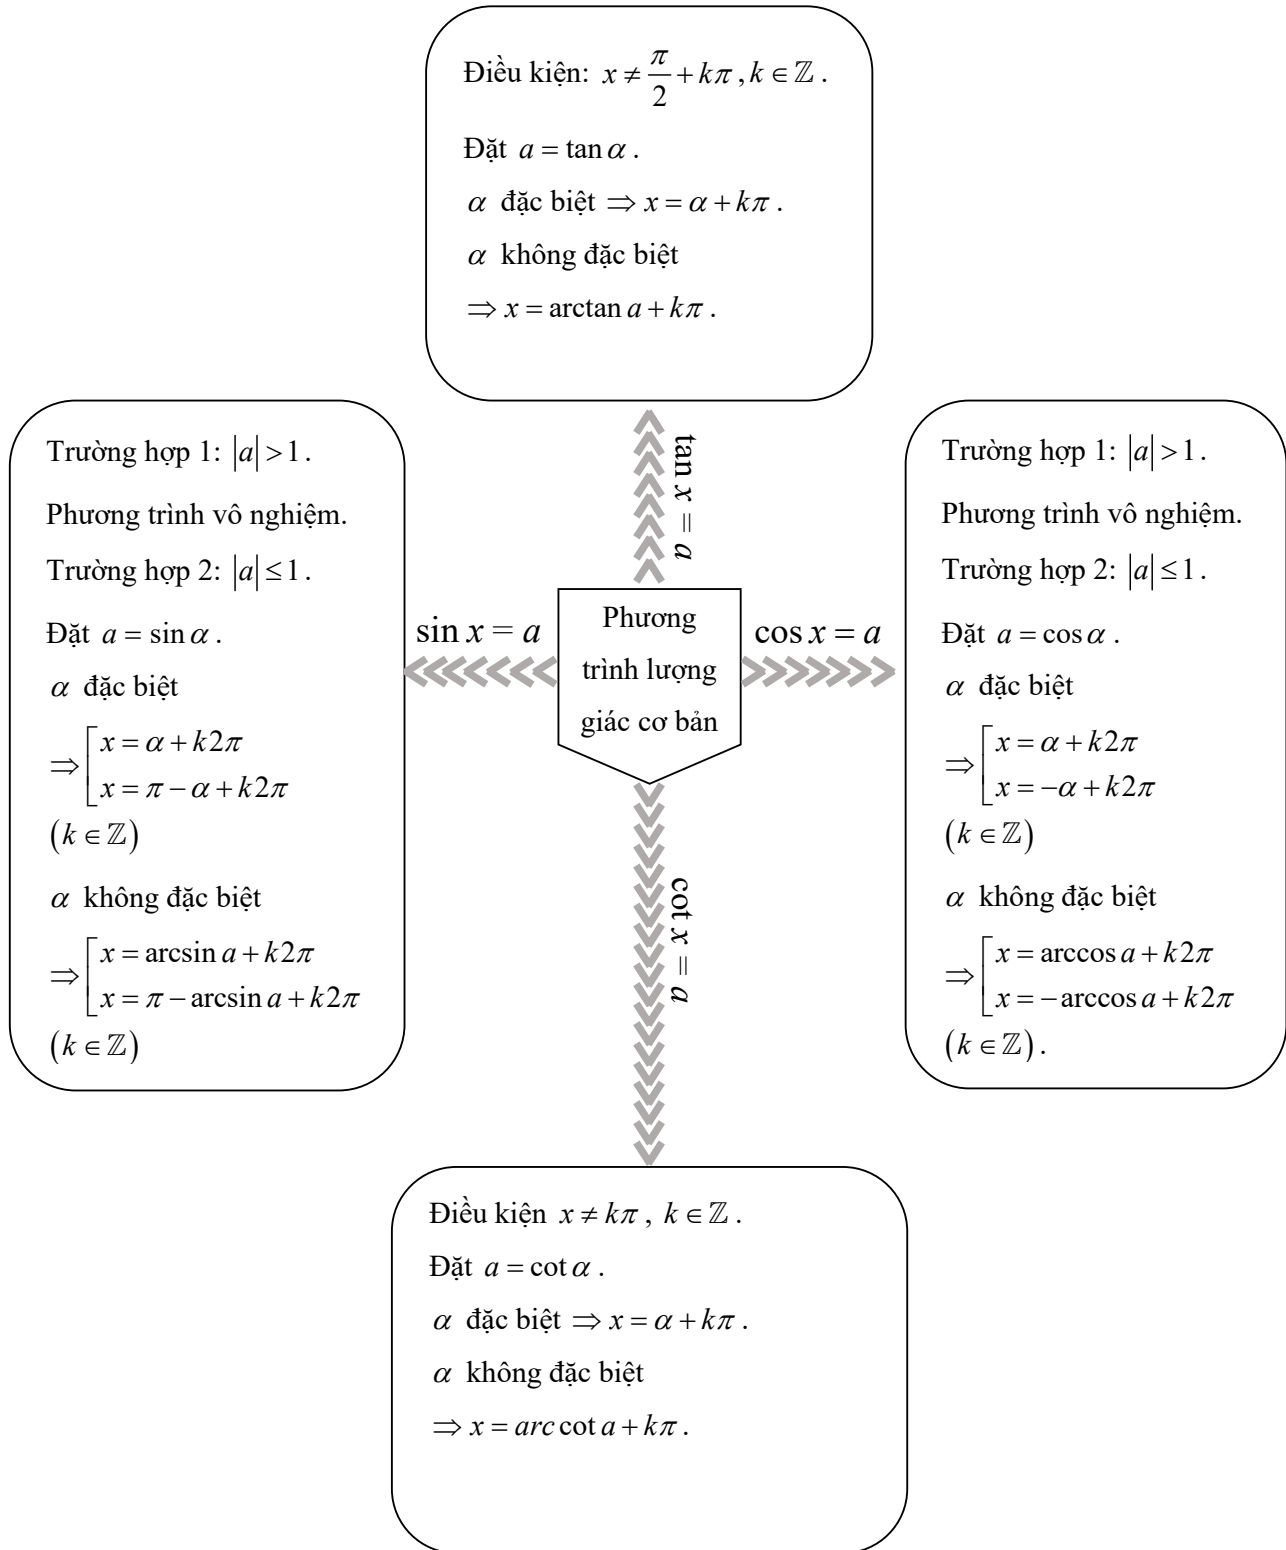 Điều kiện: x ≠ π/2 + kπ, k ∈ ℤ.
Đặt a = tan α.
α đặc biệt ⇒ x = α + kπ.
α không đặc biệt
⇒ x = arctan a + kπ.
tan x = a
Trường hợp 1: |a| > 1.
Phương trình vô nghiệm.
Trường hợp 2: |a| ≤ 1.
Đặt a = sin α.
α đặc biệt
⇒ [ x = α + k2π
x = π − α + k2π
(k ∈ ℤ)
α không đặc biệt
⇒ [ x = arcsin a + k2π
x = π − arcsin a + k2π
(k ∈ ℤ)
sin x = a
Phương
trình lượng
giác cơ bản
cos x = a
Trường hợp 1: |a| > 1.
Phương trình vô nghiệm.
Trường hợp 2: |a| ≤ 1.
Đặt a = cos α.
α đặc biệt
⇒ [ x = α + k2π
x = −α + k2π
(k ∈ ℤ)
α không đặc biệt
⇒ [ x = arccos a + k2π
x = −arccos a + k2π
(k ∈ ℤ).
cot x = a
Điều kiện x ≠ kπ, k ∈ ℤ.
Đặt a = cot α.
α đặc biệt ⇒ x = α + kπ.
α không đặc biệt
⇒ x = arc cot a + kπ.